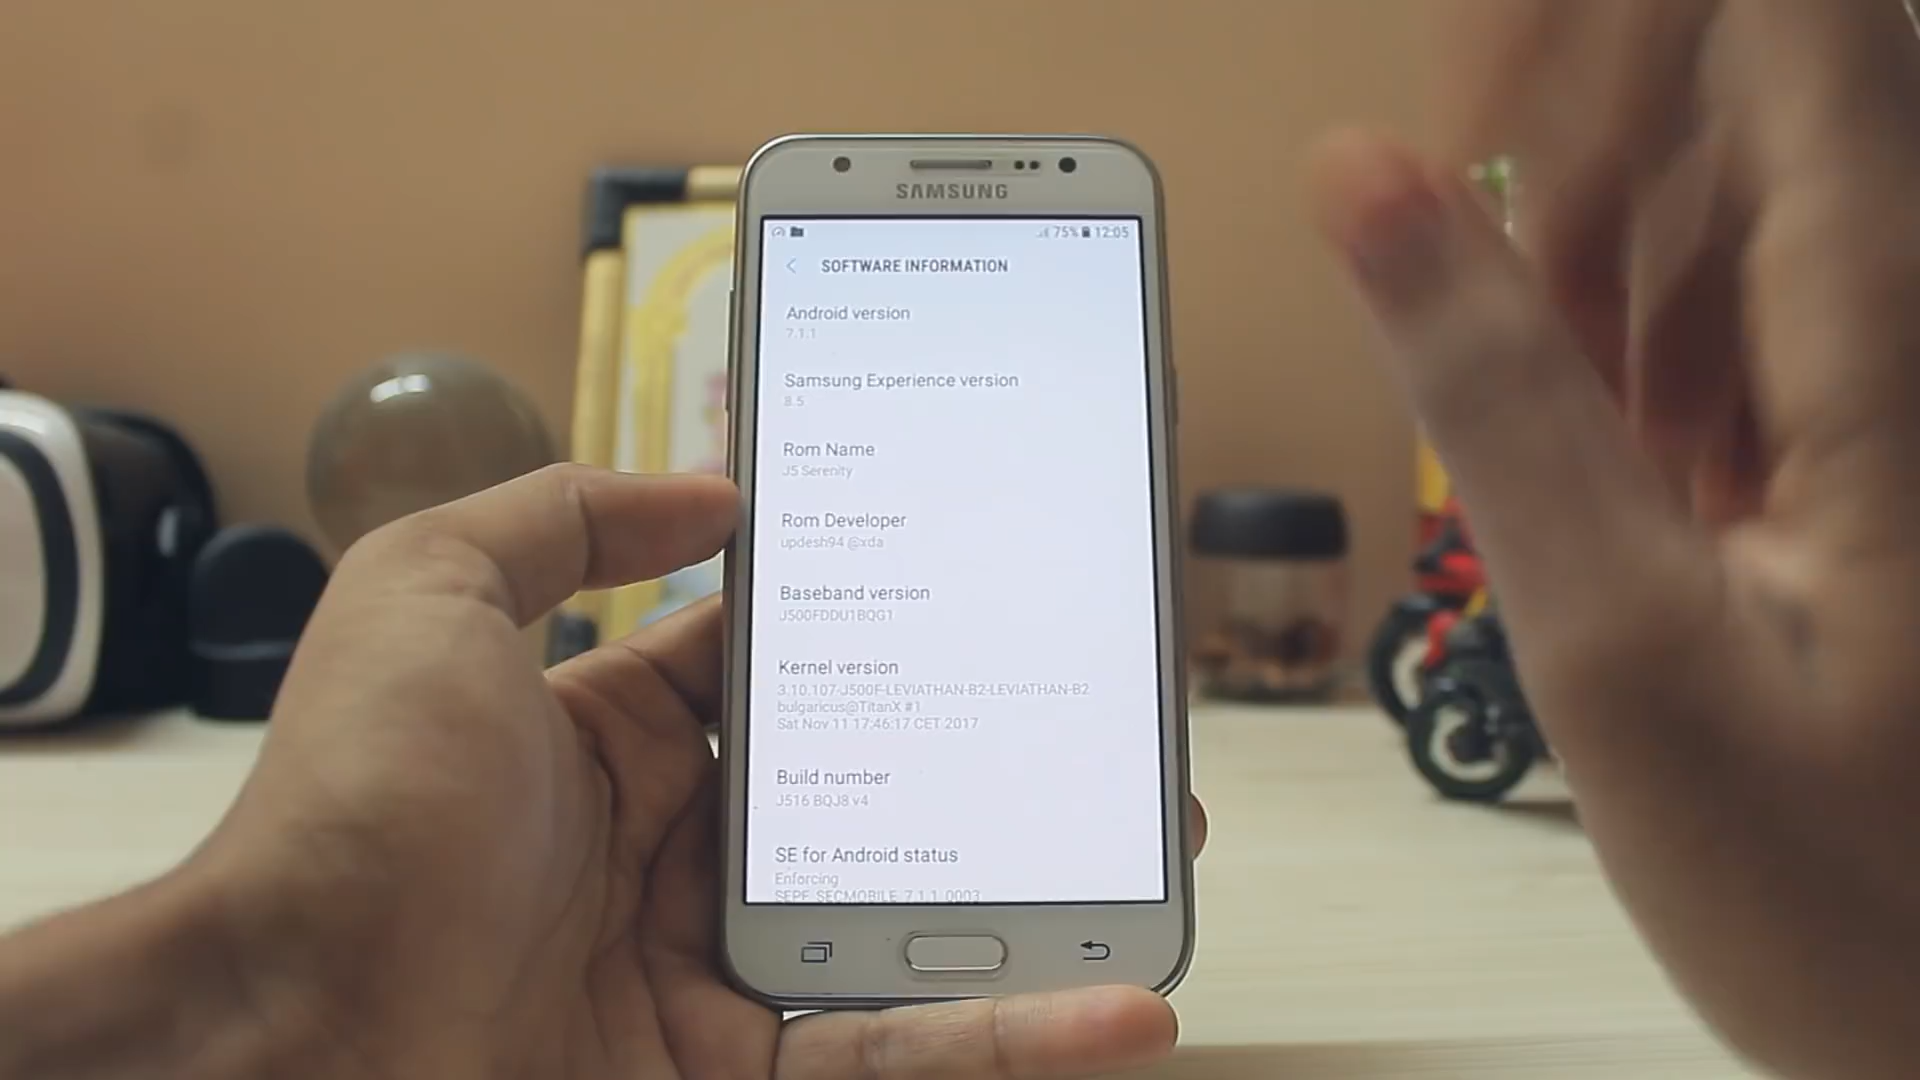 SAMSUNG
75% 12:05
SOFTWARE INFORMATION
Android version
7.1.1
Samsung Experience version
8.5
Rom Name
J5 Serenity
Rom Developer
updesh94 @xda
Baseband version
J500FDDU1BQG1
Kernel version
3.10.107-J500F-LEVIATHAN-B2-LEVIATHAN-B2
bulgaricus@TitanX #1
Sat Nov 11 17:46:17 CET 2017
Build number
J516 BQJ8 v4
SE for Android status
Enforcing
SEPF_SECMOBILE_7.1.1_0003